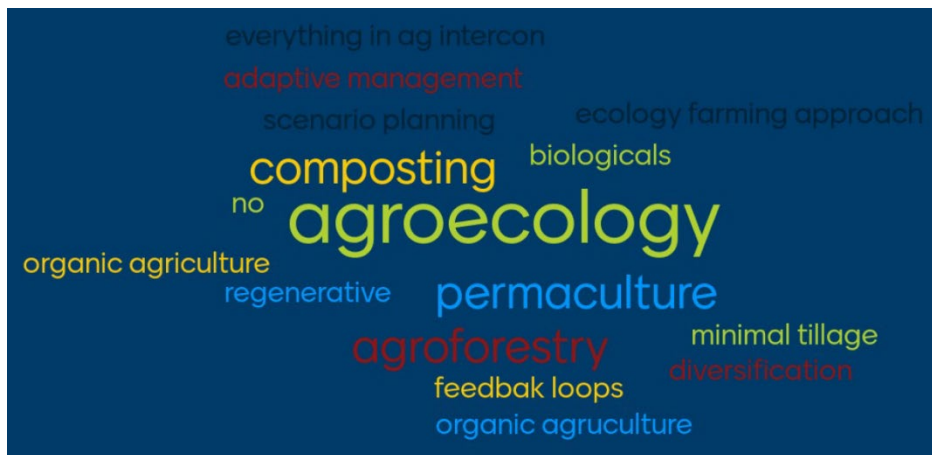 everything in ag intercon
adaptive management
scenario planning
ecology farming approach
composting
biologicals
no
agroecology
organic agriculture
regenerative
permaculture
agroforestry
minimal tillage
diversification
feedbak loops
organic agruculture